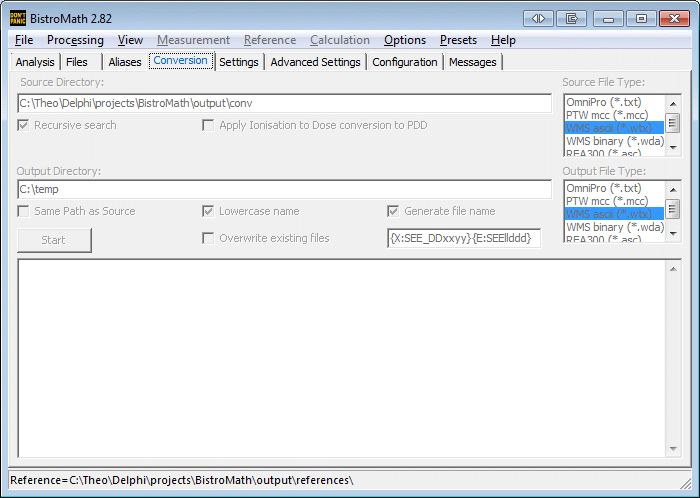 DON'T PANIC BistroMath 2.82
File Processing View Measurement Reference Calculation Options Presets Help
Analysis Files Aliases Conversion Settings Advanced Settings Configuration Messages
Source Directory: Source File Type:
C:\Theo\Delphi\projects\BistroMath\output\conv
OmniPro (*.txt)
PTW mcc (*.mcc)
WMS ascii (*.wtx)
WMS binary (*.wda)
RFA300 (*.asc)
Recursive search Apply Ionisation to Dose conversion to PDD
Output Directory: Output File Type:
C:\temp
OmniPro (*.txt)
PTW mcc (*.mcc)
WMS ascii (*.wtx)
WMS binary (*.wda)
RFA300 (*.asc)
Same Path as Source Lowercase name Generate file name
Start Overwrite existing files {X:SEE_DDxxyy}{E:SEEllddd}
Reference=C:\Theo\Delphi\projects\BistroMath\output\references\